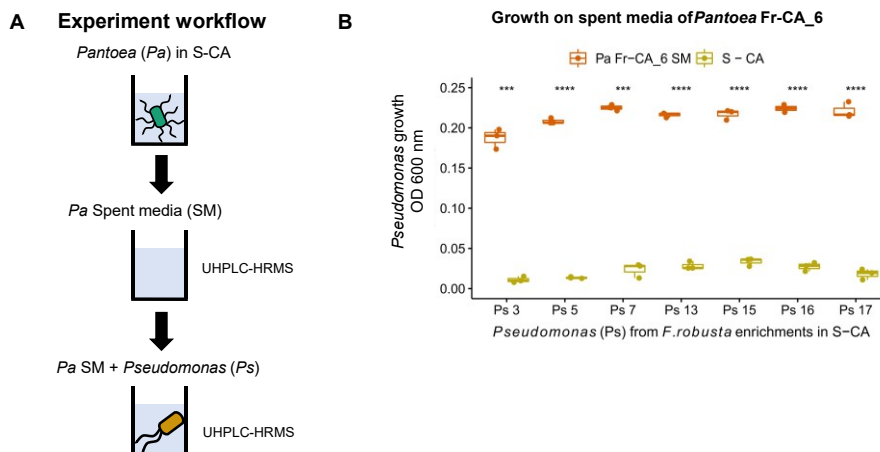 A
Experiment workflow
Pantoea (Pa) in S-CA
Pa Spent media (SM)
UHPLC-HRMS
Pa SM + Pseudomonas (Ps)
UHPLC-HRMS
B
Growth on spent media of Pantoea Fr-CA_6
Pa Fr-CA_6 SM S - CA
*** **** *** **** **** **** ****
Pseudomonas growth
OD 600 nm
0.25
0.20
0.15
0.10
0.05
0.00
Ps 3 Ps 5 Ps 7 Ps 13 Ps 15 Ps 16 Ps 17
Pseudomonas (Ps) from F.robusta enrichments in S-CA